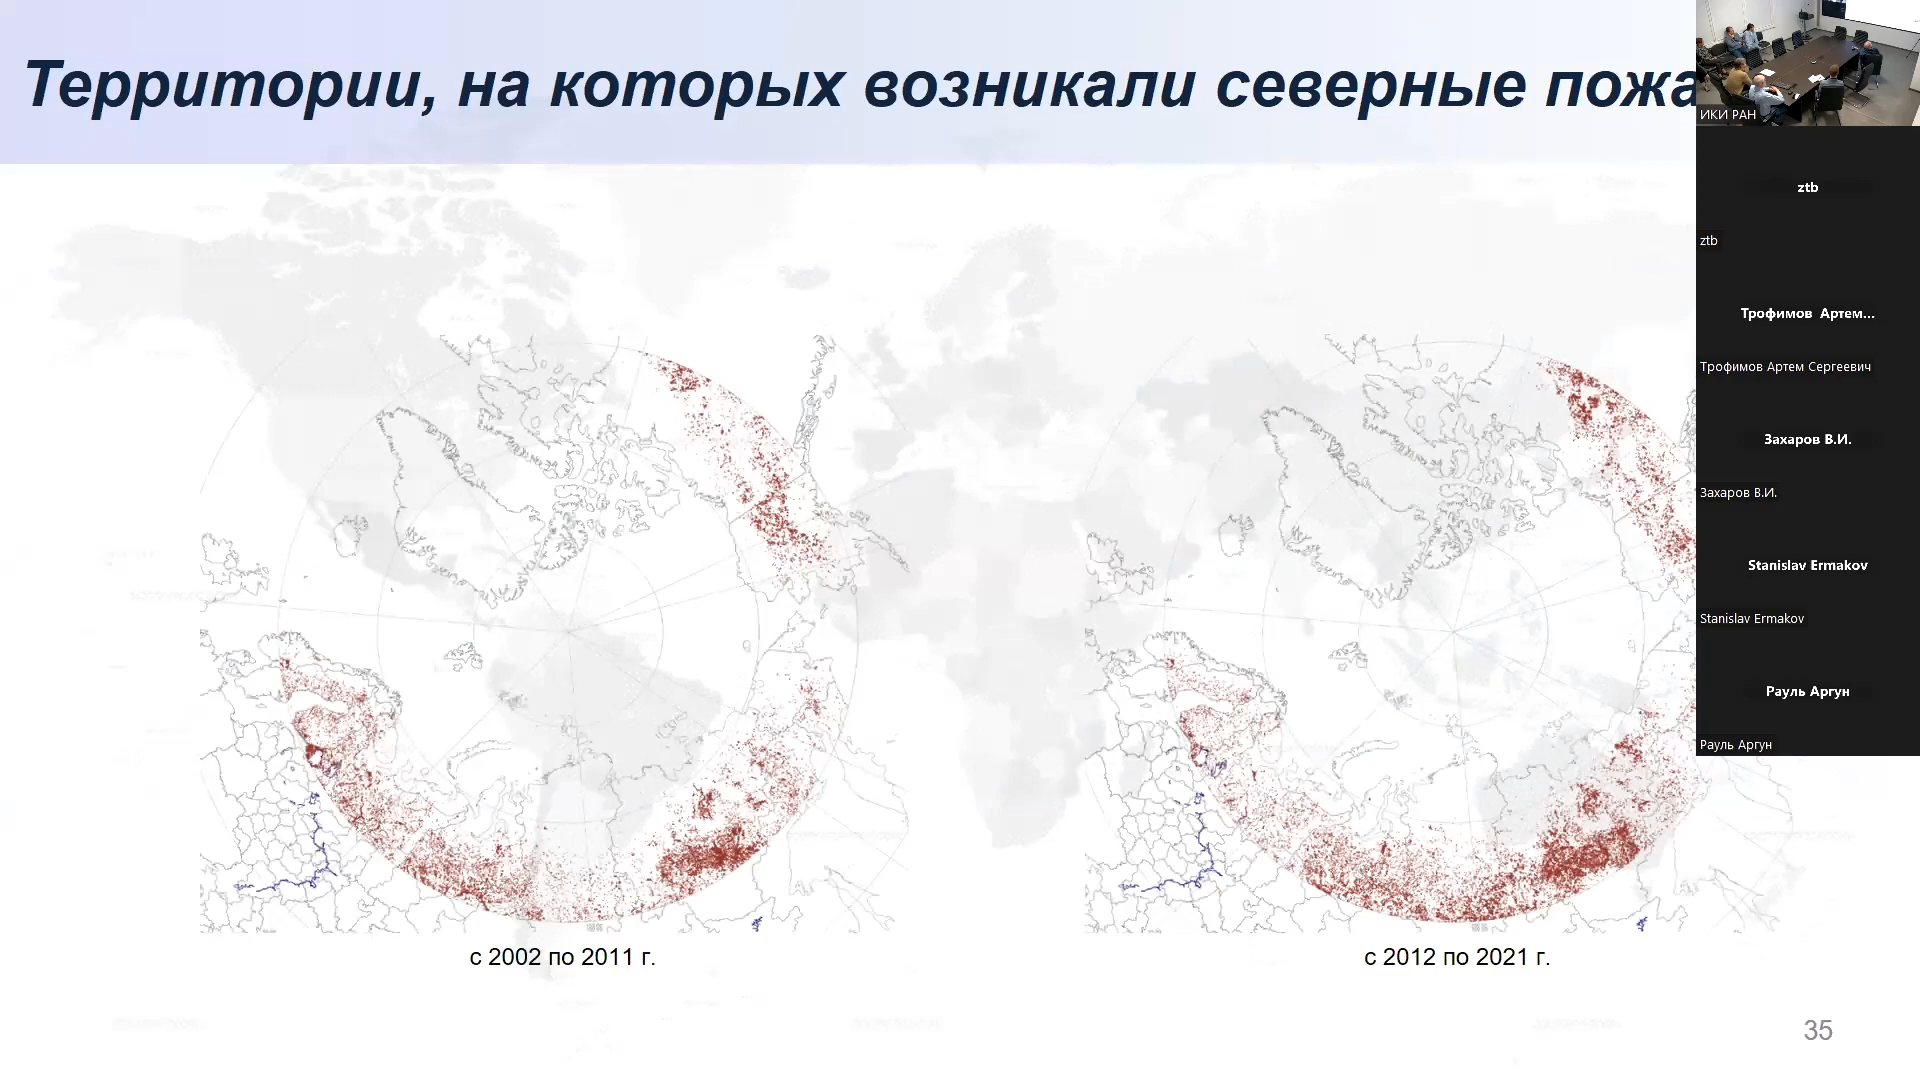 Территории, на которых возникали северные пожа
ИКИ РАН
ztb
ztb
Трофимов Артем...
Трофимов Артем Сергеевич
Захаров В.И.
Захаров В.И.
Stanislav Ermakov
Stanislav Ermakov
Рауль Аргун
Рауль Аргун
с 2002 по 2011 г.
с 2012 по 2021 г.
35